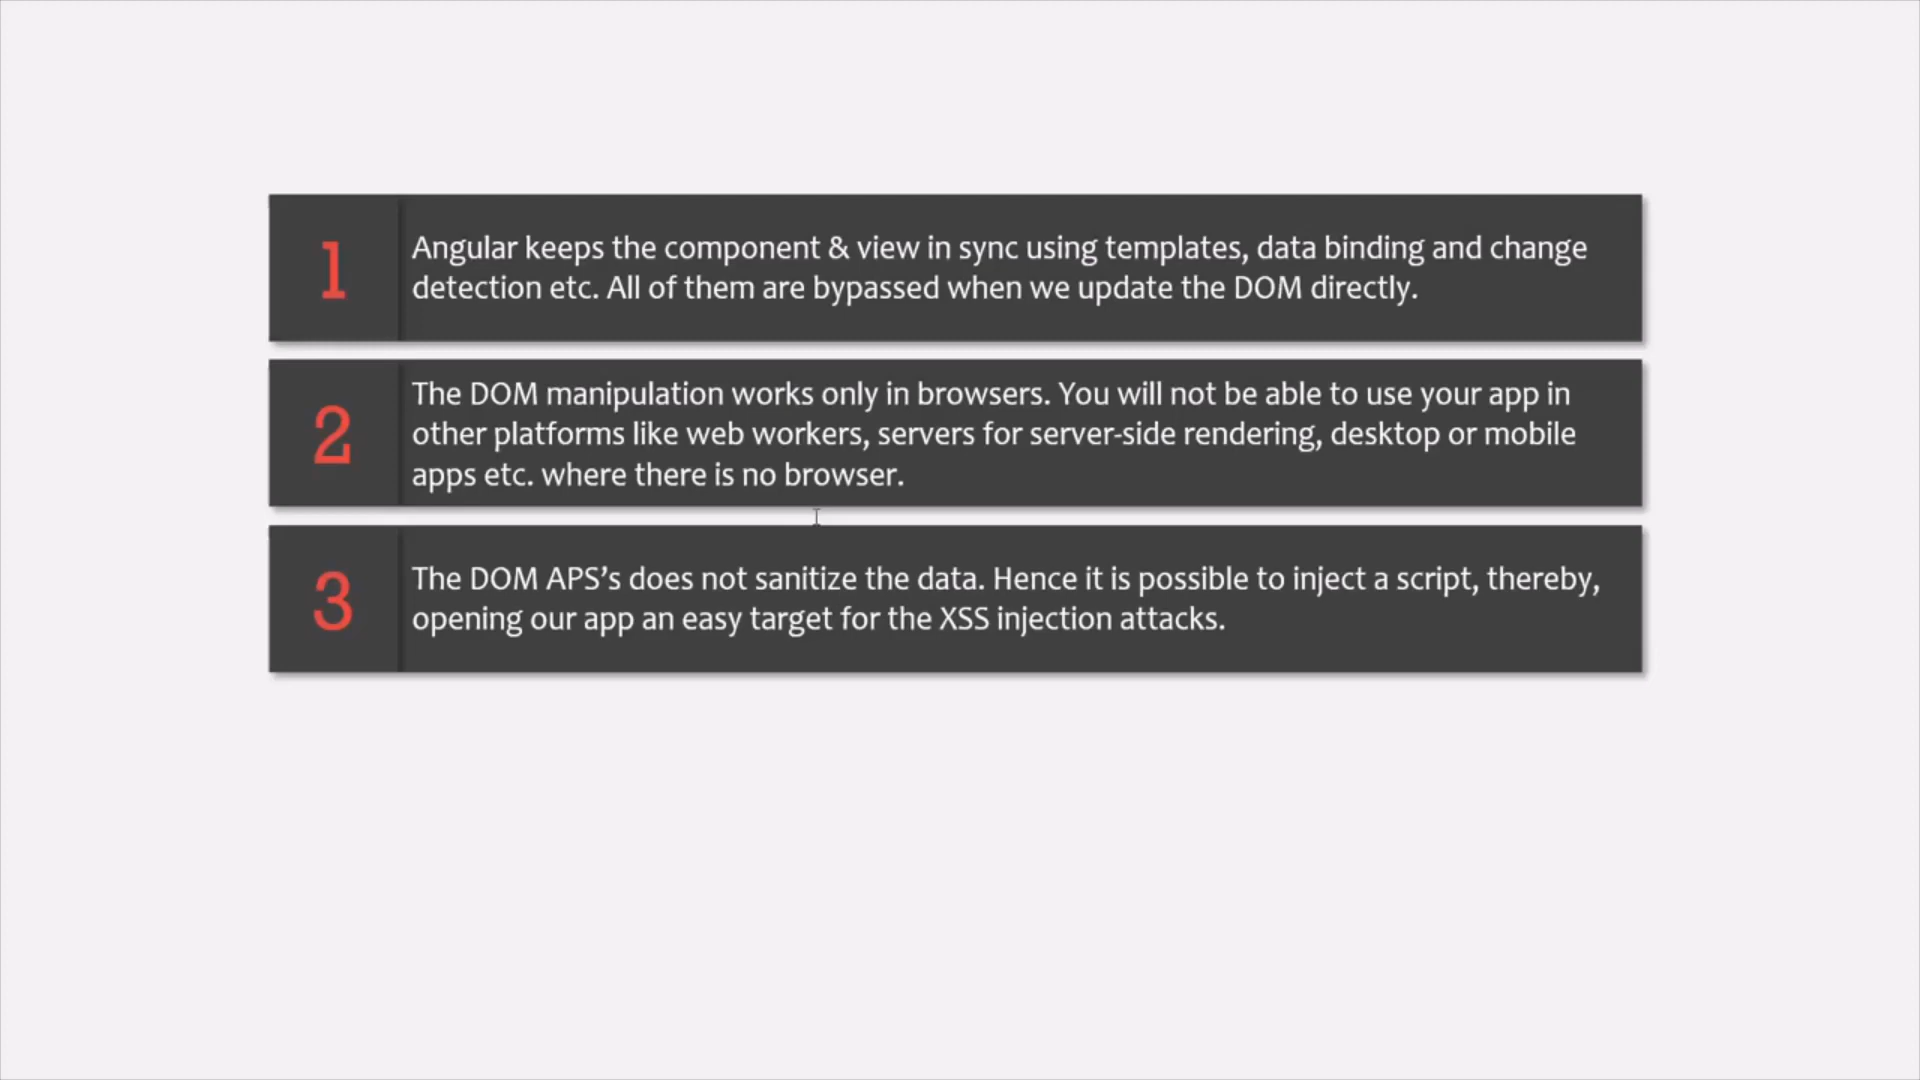 1
Angular keeps the component & view in sync using templates, data binding and change
detection etc. All of them are bypassed when we update the DOM directly.
2
The DOM manipulation works only in browsers. You will not be able to use your app in
other platforms like web workers, servers for server-side rendering, desktop or mobile
apps etc. where there is no browser.
3
The DOM APS’s does not sanitize the data. Hence it is possible to inject a script, thereby,
opening our app an easy target for the XSS injection attacks.